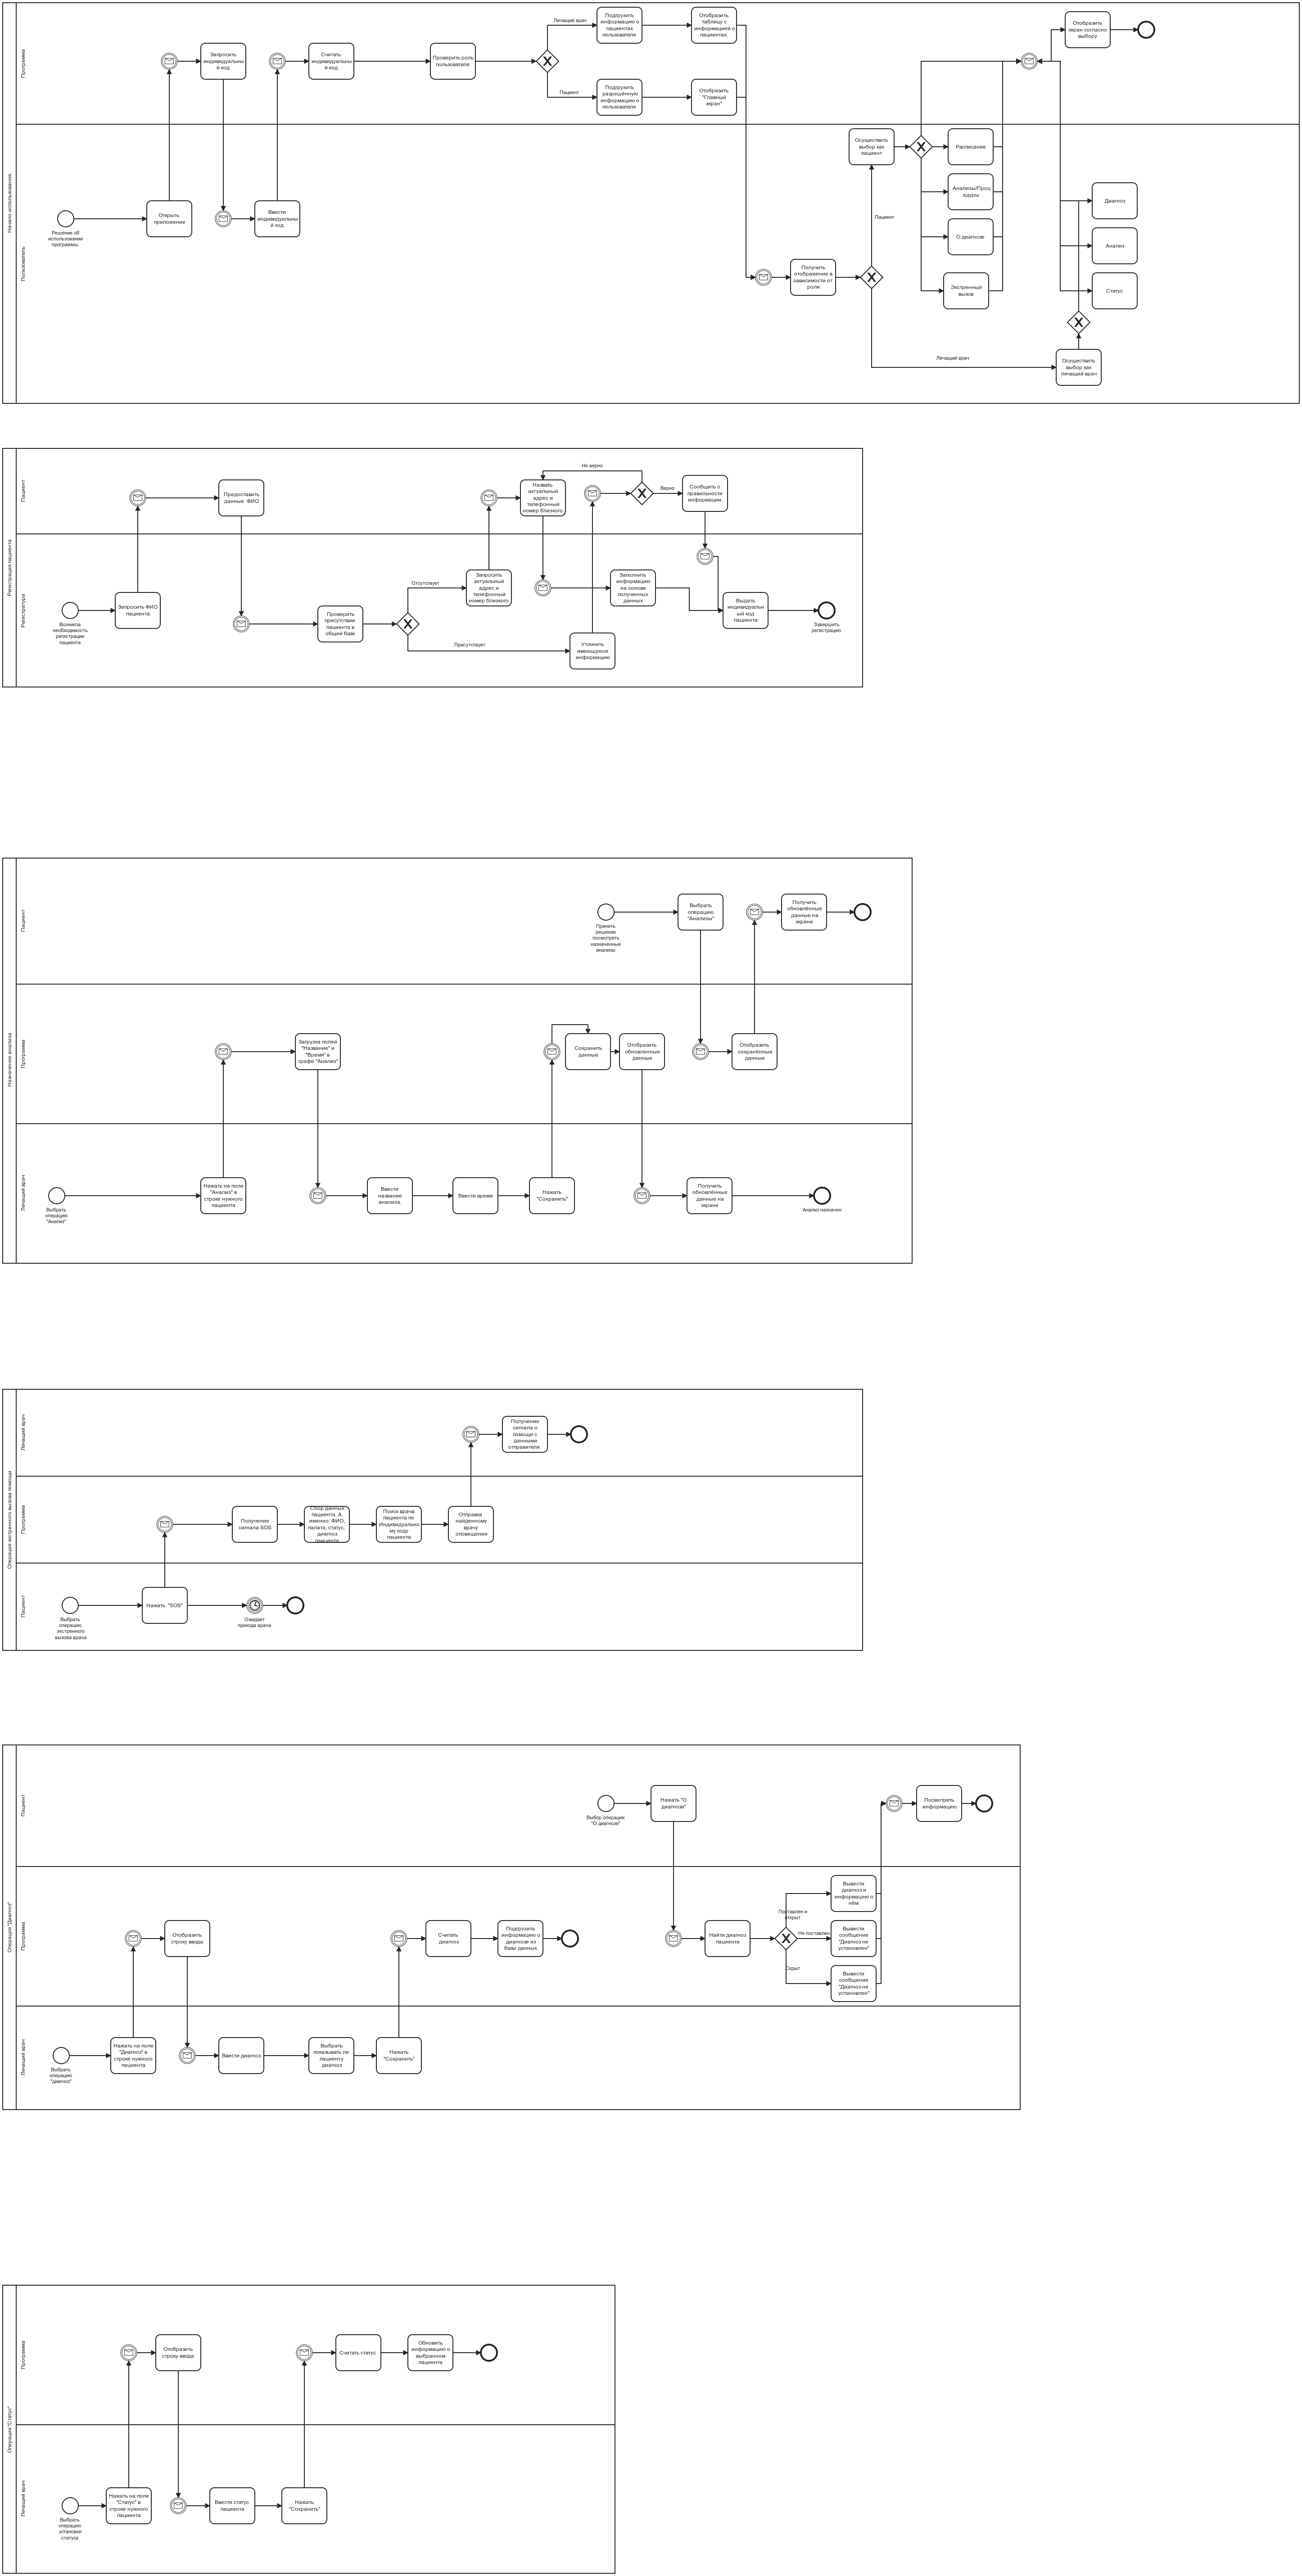 Начало использования
Программа
Запросить
индивидуальны
й код
Считать
индивидуальны
й код
Проверить роль
пользователя
Лечащий врач
Пациент
Подгрузить
информацию о
пациентах
пользователя
Отобразить
таблицу с
информацией о
пациентах.
Подгрузить
разрешённую
информацию о
пользователе
Отобразить
"Главный
экран"
Отобразить
экран согласно
выбору
Пользователь
Решение об
использовании
программы
Открыть
приложение
Ввести
индивидуальны
й код
Получить
отображение в
зависимости от
роли
Пациент
Лечащий врач
Осуществить
выбор как
пациент
Расписание
Анализы/Проц
едуры
О диагнозе
Экстренный
вызов
Диагноз
Анализ
Статус
Осуществить
выбор как
лечащий врач
Регистрация пациента
Пациент
Предоставить
данные ФИО
Назвать
актуальный
адрес и
телефонный
номер близкого.
Не верно
Верно
Сообщить о
правильности
информации.
Регистратура
Возникла
необходимость
регистрации
пациента
Запросить ФИО
пациента
Проверить
присутствие
пациента в
общей базе
Отсутствует
Присутствует
Запросить
актуальный
адрес и
телефонный
номер близкого.
Уточнить
имеющуюся
информацию
Заполнить
информацию
на основе
полученных
данных
Выдать
индивидуальн
ый код
пациента
Завершить
регистрацию
Назначение анализа
Пациент
Принять
решение
посмотреть
назначенные
анализы
Выбрать
операцию
"Анализы"
Получить
обновлённые
данные на
экране
Программа
Загрузка полей
"Название" и
"Время" в
графе "Анализ"
Сохранить
данные
Отобразить
обновленные
данные
Отобразить
сохранённые
данные
Лечащий врач
Выбрать
операцию
"Анализ"
Нажать на поле
"Анализ" в
строке нужного
пациента
Ввести
название
анализа.
Ввести время
Нажать
"Сохранить"
Получить
обновлённые
данные на
экране
Анализ назначен
Операция экстренного вызова помощи
Лечащий врач
Получение
сигнала о
помощи с
данными
отправителя.
Программа
Получение
сигнала SOS
Сбор данных
пациента. А
именно: ФИО,
палата, статус,
диагноз
пациента
Поиск врача
пациента по
Индивидуально
му коду
пациента
Отправка
найденному
врачу
оповещения
Пациент
Выбрать
операцию
экстренного
вызова врача
Нажать "SOS"
Ожидает
прихода врача
Операция "Диагноз"
Пациент
Выбор операции
"О диагнозе"
Нажать "О
диагнозе"
Посмотреть
информацию
Программа
Отобразить
строку ввода
Считать
диагноз
Подгрузить
информацию о
диагнозе из
базы данных
Найти диагноз
пациента
Поставлен и
открыт
Не поставлен
Скрыт
Вывести
диагноз и
информацию о
нём
Вывести
сообщение
"Диагноз не
установлен"
Вывести
сообщение
"Диагноз не
установлен"
Лечащий врач
Выбрать
операцию
"диагноз"
Нажать на поле
"Диагноз" в
строке нужного
пациента
Ввести диагноз
Выбрать
показывать ли
пациенту
диагноз
Нажать
"Сохранить"
Операция "Статус"
Программа
Отобразить
строку ввода
Считать статус
Обновить
информацию о
выбранном
пациента
Лечащий врач
Выбрать
операцию
установки
статуса
Нажать на поле
"Статус" в
строке нужного
пациента
Ввести статус
пациента
Нажать
"Сохранить"